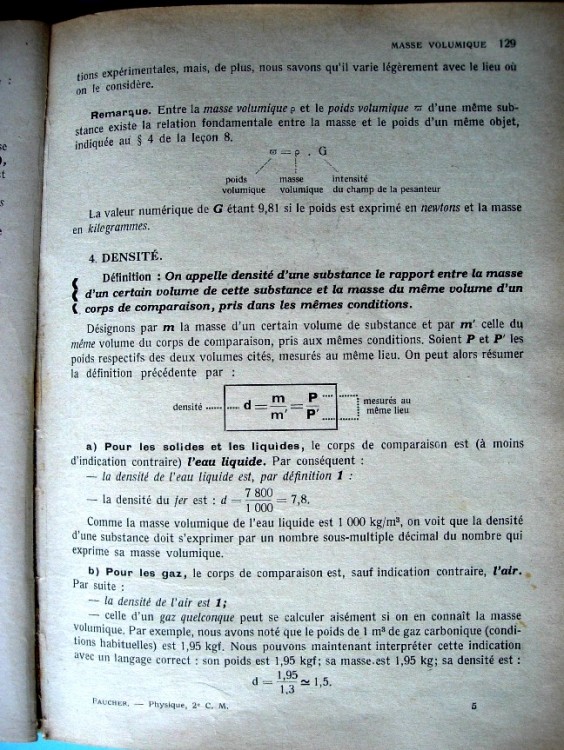 MASSE VOLUMIQUE 129
tions expérimentales, mais, de plus, nous savons qu'il varie légèrement avec le lieu où
on le considère.
Remarque. Entre la masse volumique ρ et le poids volumique ϖ d'une même sub-
stance existe la relation fondamentale entre la masse et le poids d'un même objet,
indiquée au § 4 de la leçon 8.
ϖ = ρ . G
poids masse intensité
volumique volumique du champ de la pesanteur
La valeur numérique de G étant 9,81 si le poids est exprimé en newtons et la masse
en kilogrammes.
4. DENSITÉ.
Définition : On appelle densité d'une substance le rapport entre la masse
d'un certain volume de cette substance et la masse du même volume d'un
corps de comparaison, pris dans les mêmes conditions.
Désignons par m la masse d'un certain volume de substance et par m' celle du
même volume du corps de comparaison, pris aux mêmes conditions. Soient P et P' les
poids respectifs des deux volumes cités, mesurés au même lieu. On peut alors résumer
la définition précédente par :
densité ...... d = m/m' = P/P' ...... mesurés au
même lieu
a) Pour les solides et les liquides, le corps de comparaison est (à moins
d'indication contraire) l'eau liquide. Par conséquent :
— la densité de l'eau liquide est, par définition 1 :
— la densité du fer est : d = 7 800/1 000 = 7,8.
Comme la masse volumique de l'eau liquide est 1 000 kg/m³, on voit que la densité
d'une substance doit s'exprimer par un nombre sous-multiple décimal du nombre qui
exprime sa masse volumique.
b) Pour les gaz, le corps de comparaison est, sauf indication contraire, l'air.
Par suite :
— la densité de l'air est 1;
— celle d'un gaz quelconque peut se calculer aisément si on en connaît la masse
volumique. Par exemple, nous avons noté que le poids de 1 m³ de gaz carbonique (condi-
tions habituelles) est 1,95 kgf. Nous pouvons maintenant interpréter cette indication
avec un langage correct : son poids est 1,95 kgf; sa masse est 1,95 kg; sa densité est :
d = 1,95/1,3 ≃ 1,5.
FAUCHER. — Physique, 2e C. M. 5